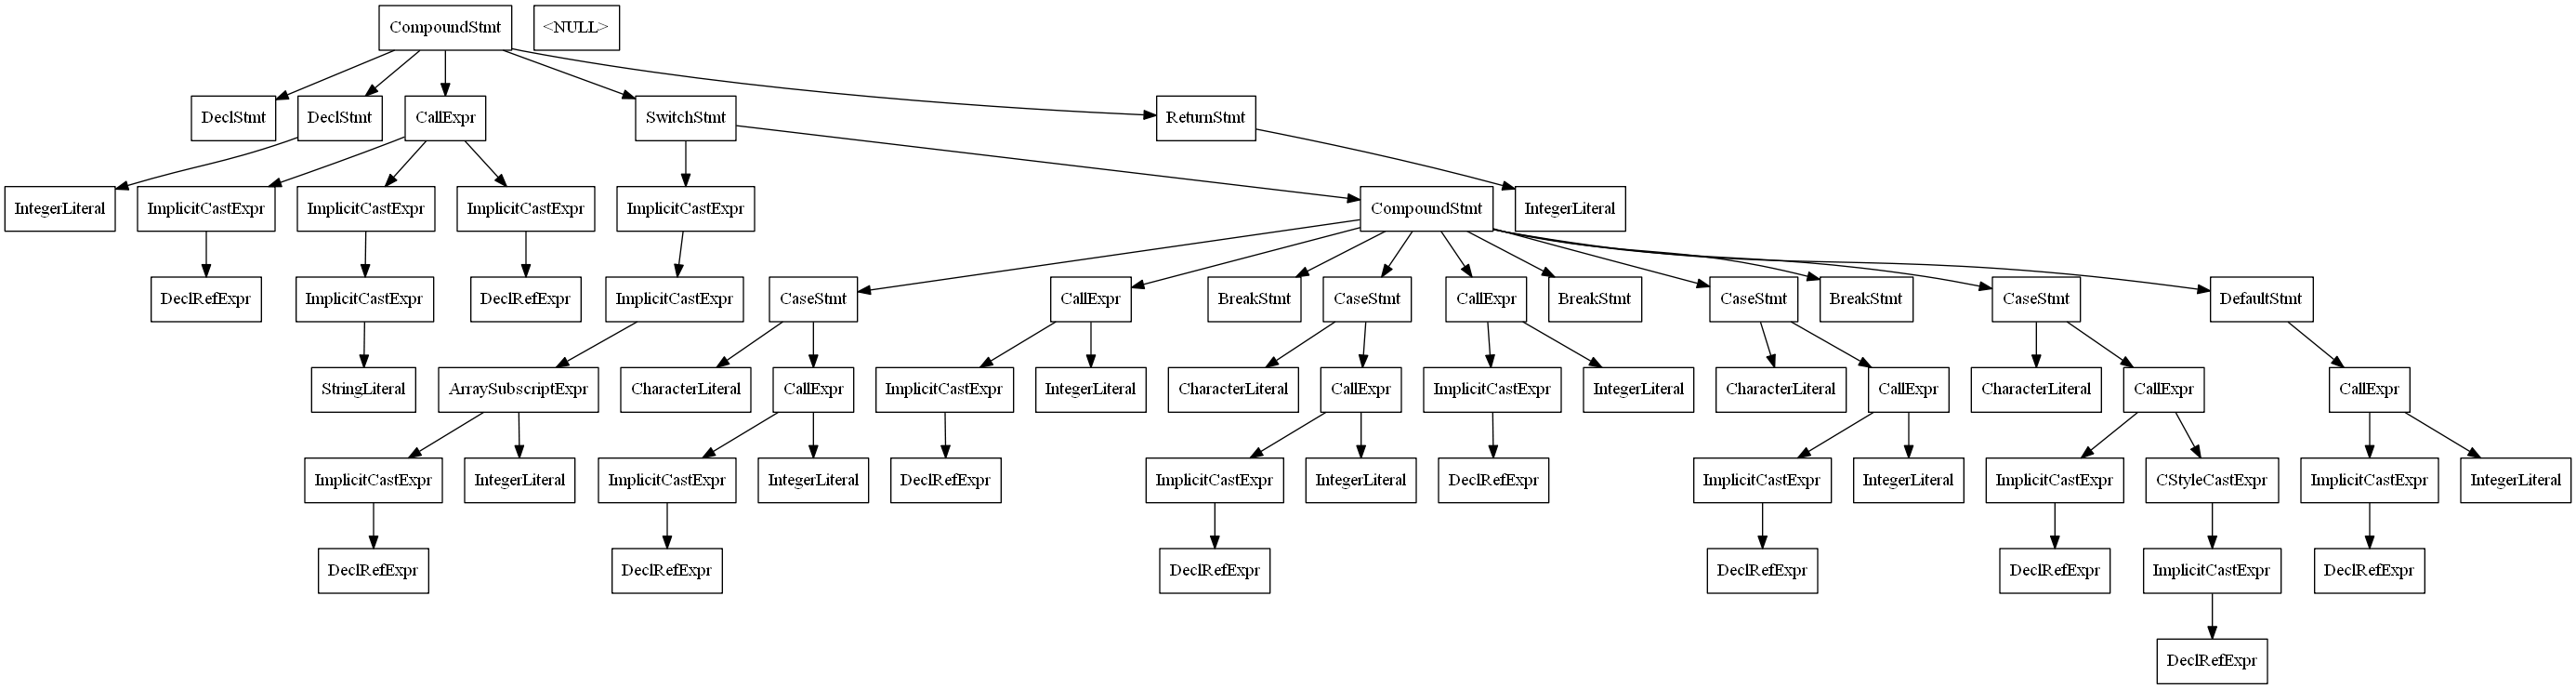 CompoundStmt
<NULL>
DeclStmt
DeclStmt
CallExpr
SwitchStmt
ReturnStmt
IntegerLiteral
ImplicitCastExpr
ImplicitCastExpr
ImplicitCastExpr
ImplicitCastExpr
CompoundStmt
IntegerLiteral
DeclRefExpr
ImplicitCastExpr
DeclRefExpr
ImplicitCastExpr
CaseStmt
CallExpr
BreakStmt
CaseStmt
CallExpr
BreakStmt
CaseStmt
BreakStmt
CaseStmt
DefaultStmt
StringLiteral
ArraySubscriptExpr
CharacterLiteral
CallExpr
ImplicitCastExpr
IntegerLiteral
CharacterLiteral
CallExpr
ImplicitCastExpr
IntegerLiteral
CharacterLiteral
CallExpr
CharacterLiteral
CallExpr
CallExpr
ImplicitCastExpr
IntegerLiteral
ImplicitCastExpr
IntegerLiteral
DeclRefExpr
ImplicitCastExpr
IntegerLiteral
DeclRefExpr
ImplicitCastExpr
IntegerLiteral
ImplicitCastExpr
CStyleCastExpr
ImplicitCastExpr
IntegerLiteral
DeclRefExpr
DeclRefExpr
DeclRefExpr
DeclRefExpr
DeclRefExpr
ImplicitCastExpr
DeclRefExpr
DeclRefExpr